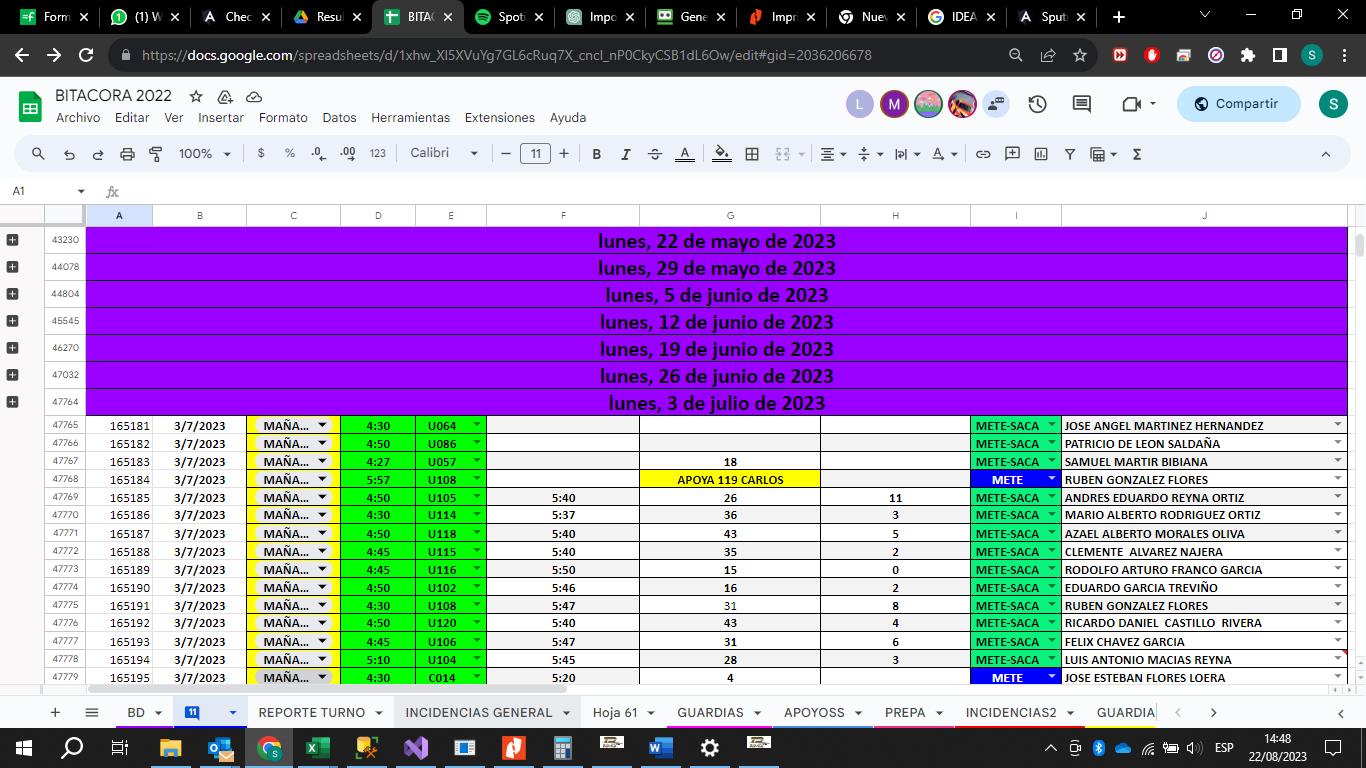 Form
(1) W
Chec
Resu
BITAC
Spoti
Impo
Gene
Impr
Nuev
IDEA
Sput
https://docs.google.com/spreadsheets/d/1xhw_Xl5XVuYg7GL6cRuq7X_cncl_nP0CkyCSB1dL6Ow/edit#gid=2036206678
S
BITACORA 2022
L M
Compartir
S
Archivo Editar Ver Insertar Formato Datos Herramientas Extensiones Ayuda
100% $ % .0 .00 123 Calibri 11
A1 fx
A B C D E F G H I J
43230 lunes, 22 de mayo de 2023
44078 lunes, 29 de mayo de 2023
44804 lunes, 5 de junio de 2023
45545 lunes, 12 de junio de 2023
46270 lunes, 19 de junio de 2023
47032 lunes, 26 de junio de 2023
47764 lunes, 3 de julio de 2023
47765 165181 3/7/2023 MAÑA... 4:30 U064 METE-SACA JOSE ANGEL MARTINEZ HERNANDEZ
47766 165182 3/7/2023 MAÑA... 4:50 U086 METE-SACA PATRICIO DE LEON SALDAÑA
47767 165183 3/7/2023 MAÑA... 4:27 U057 18 METE-SACA SAMUEL MARTIR BIBIANA
47768 165184 3/7/2023 MAÑA... 5:57 U108 APOYA 119 CARLOS METE RUBEN GONZALEZ FLORES
47769 165185 3/7/2023 MAÑA... 4:50 U105 5:40 26 11 METE-SACA ANDRES EDUARDO REYNA ORTIZ
47770 165186 3/7/2023 MAÑA... 4:30 U114 5:37 36 3 METE-SACA MARIO ALBERTO RODRIGUEZ ORTIZ
47771 165187 3/7/2023 MAÑA... 4:50 U118 5:40 43 5 METE-SACA AZAEL ALBERTO MORALES OLIVA
47772 165188 3/7/2023 MAÑA... 4:45 U115 5:40 35 2 METE-SACA CLEMENTE ALVAREZ NAJERA
47773 165189 3/7/2023 MAÑA... 4:45 U116 5:50 15 0 METE-SACA RODOLFO ARTURO FRANCO GARCIA
47774 165190 3/7/2023 MAÑA... 4:50 U102 5:46 16 2 METE-SACA EDUARDO GARCIA TREVIÑO
47775 165191 3/7/2023 MAÑA... 4:30 U108 5:47 31 8 METE-SACA RUBEN GONZALEZ FLORES
47776 165192 3/7/2023 MAÑA... 4:50 U120 5:40 43 4 METE-SACA RICARDO DANIEL CASTILLO RIVERA
47777 165193 3/7/2023 MAÑA... 4:45 U106 5:47 31 6 METE-SACA FELIX CHAVEZ GARCIA
47778 165194 3/7/2023 MAÑA... 5:10 U104 5:45 28 3 METE-SACA LUIS ANTONIO MACIAS REYNA
47779 165195 3/7/2023 MAÑA... 4:30 C014 5:20 4 METE JOSE ESTEBAN FLORES LOERA
BD 11 REPORTE TURNO INCIDENCIAS GENERAL Hoja 61 GUARDIAS APOYOSS PREPA INCIDENCIAS2 GUARDIA
ESP
14:48
22/08/2023